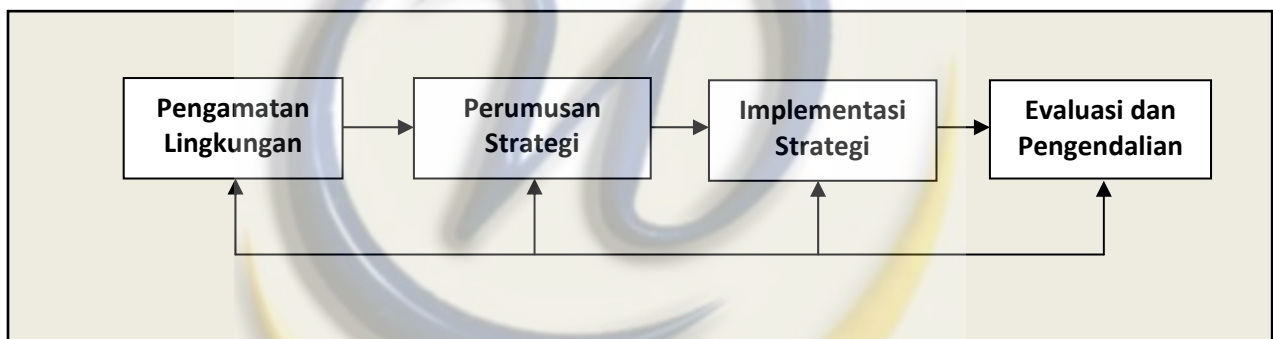 Pengamatan
Lingkungan
Perumusan
Strategi
Implementasi
Strategi
Evaluasi dan
Pengendalian